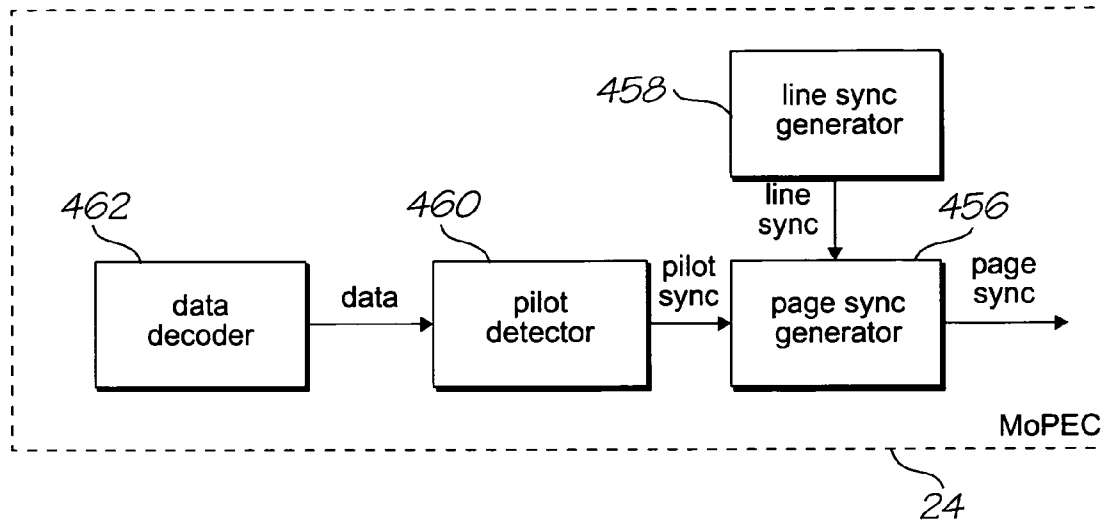 458
line sync
generator
line
sync
462
460
456
data
decoder
data
pilot
detector
pilot
sync
page sync
generator
page
sync
MoPEC
24